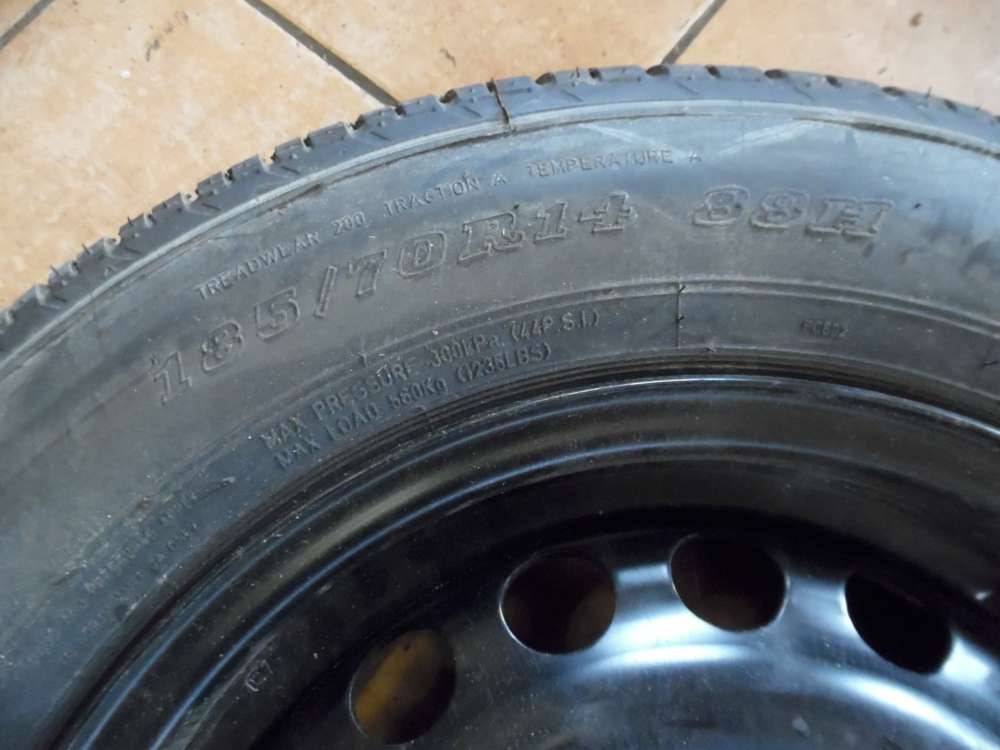 TREADWEAR 200 TRACTION A TEMPERATURE A
185/70R14 88H
MAX PRESSURE 300KPa (44P.S.I.)
MAX LOAD 560Kg (1235LBS)